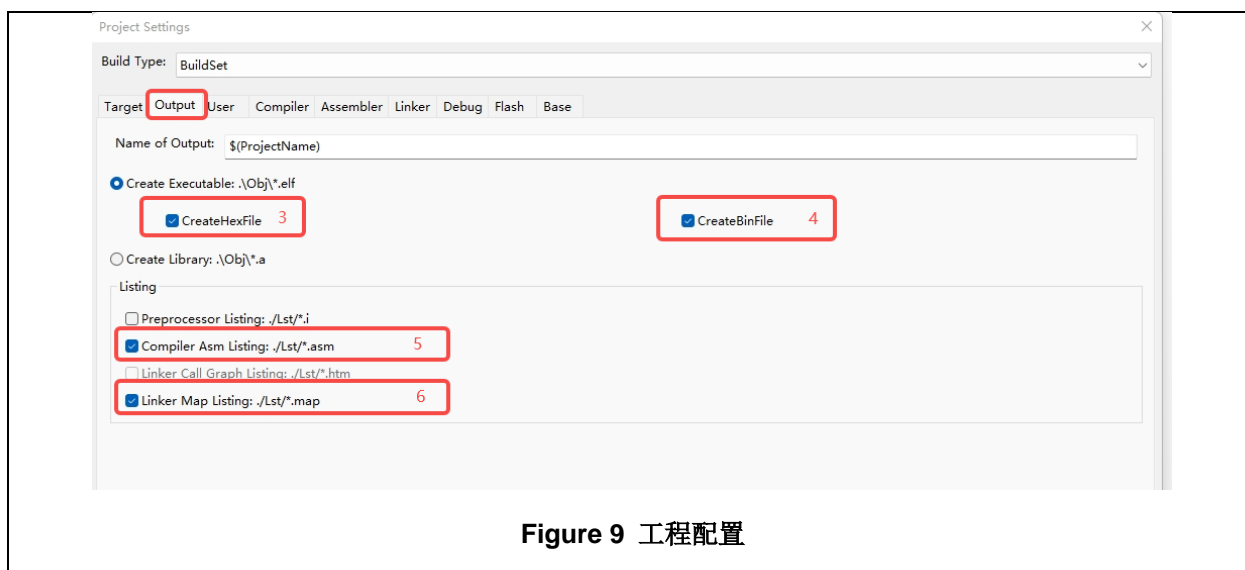 Project Settings
Build Type: BuildSet
Target Output User Compiler Assembler Linker Debug Flash Base
Name of Output: $(ProjectName)
Create Executable: .\Obj\*.elf
CreateHexFile 3 CreateBinFile 4
Create Library: .\Obj\*.a
Listing
Preprocessor Listing: ./Lst/*.i
Compiler Asm Listing: ./Lst/*.asm 5
Linker Call Graph Listing: ./Lst/*.htm
Linker Map Listing: ./Lst/*.map 6
Figure 9 工程配置